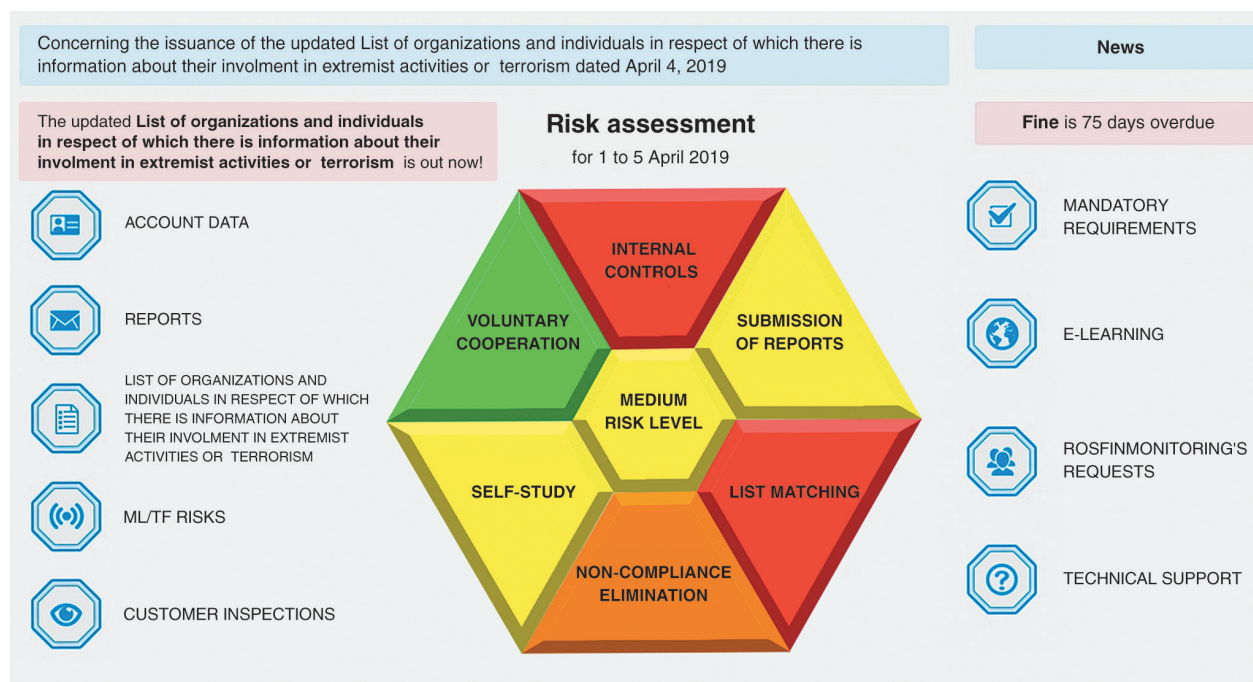 Concerning the issuance of the updated List of organizations and individuals in respect of which there is
information about their involment in extremist activities or terrorism dated April 4, 2019
News
The updated List of organizations and individuals
in respect of which there is information about their
involment in extremist activities or terrorism is out now!
Risk assessment
for 1 to 5 April 2019
Fine is 75 days overdue
ACCOUNT DATA
REPORTS
LIST OF ORGANIZATIONS AND
INDIVIDUALS IN RESPECT OF WHICH
THERE IS INFORMATION ABOUT
THEIR INVOLMENT IN EXTREMIST
ACTIVITIES OR TERRORISM
ML/TF RISKS
CUSTOMER INSPECTIONS
INTERNAL
CONTROLS
VOLUNTARY
COOPERATION
SUBMISSION
OF REPORTS
MEDIUM
RISK LEVEL
SELF-STUDY
LIST MATCHING
NON-COMPLIANCE
ELIMINATION
MANDATORY
REQUIREMENTS
E-LEARNING
ROSFINMONITORING'S
REQUESTS
TECHNICAL SUPPORT